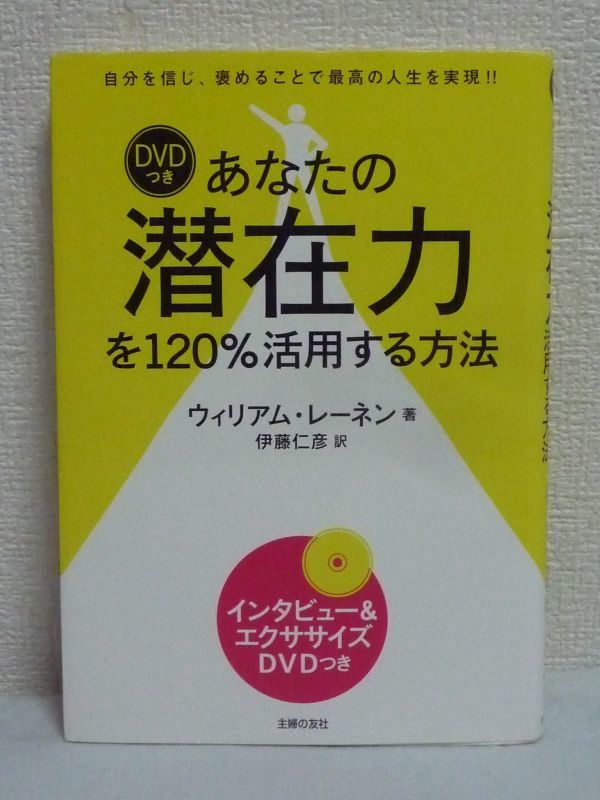 自分を信じ、褒めることで最高の人生を実現!!
DVD
つき
あなたの
潜在力
を120%活用する方法
ウィリアム・レーネン 著
伊藤仁彦 訳
インタビュー&
エクササイズ
DVDつき
主婦の友社